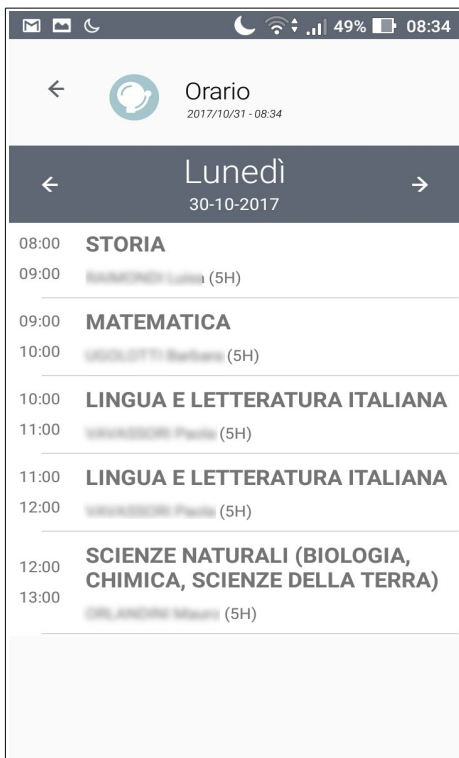 49% 08:34
Orario
2017/10/31 - 08:34
Lunedì
30-10-2017
08:00 STORIA
09:00 (5H)
09:00 MATEMATICA
10:00 (5H)
10:00 LINGUA E LETTERATURA ITALIANA
11:00 (5H)
11:00 LINGUA E LETTERATURA ITALIANA
12:00 (5H)
12:00 SCIENZE NATURALI (BIOLOGIA,
CHIMICA, SCIENZE DELLA TERRA)
13:00 (5H)